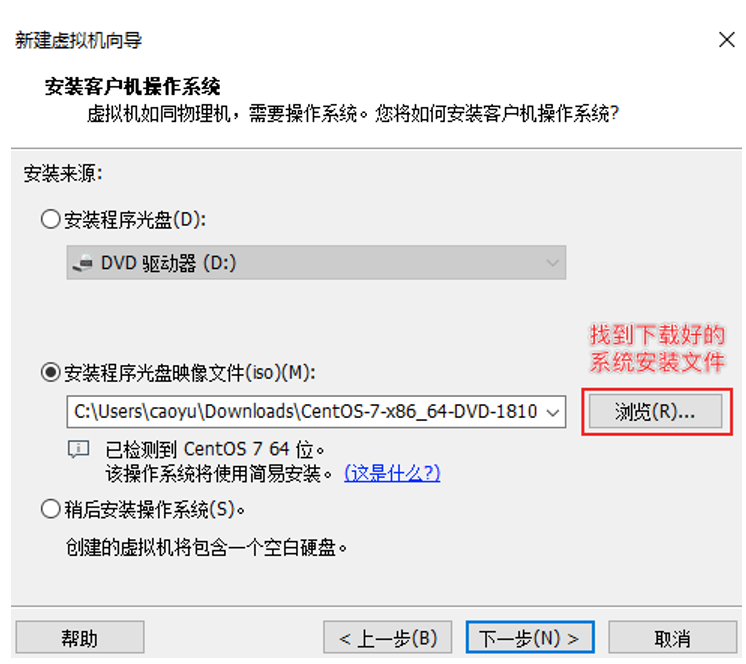 新建虚拟机向导
安装客户机操作系统
虚拟机如同物理机，需要操作系统。您将如何安装客户机操作系统?
安装来源:
安装程序光盘(D):
DVD 驱动器 (D:)
找到下载好的
系统安装文件
安装程序光盘映像文件(iso)(M):
C:\Users\caoyu\Downloads\CentOS-7-x86_64-DVD-1810
浏览(R)...
已检测到 CentOS 7 64 位。
该操作系统将使用简易安装。 (这是什么?)
稍后安装操作系统(S)。
创建的虚拟机将包含一个空白硬盘。
帮助
< 上一步(B)
下一步(N) >
取消